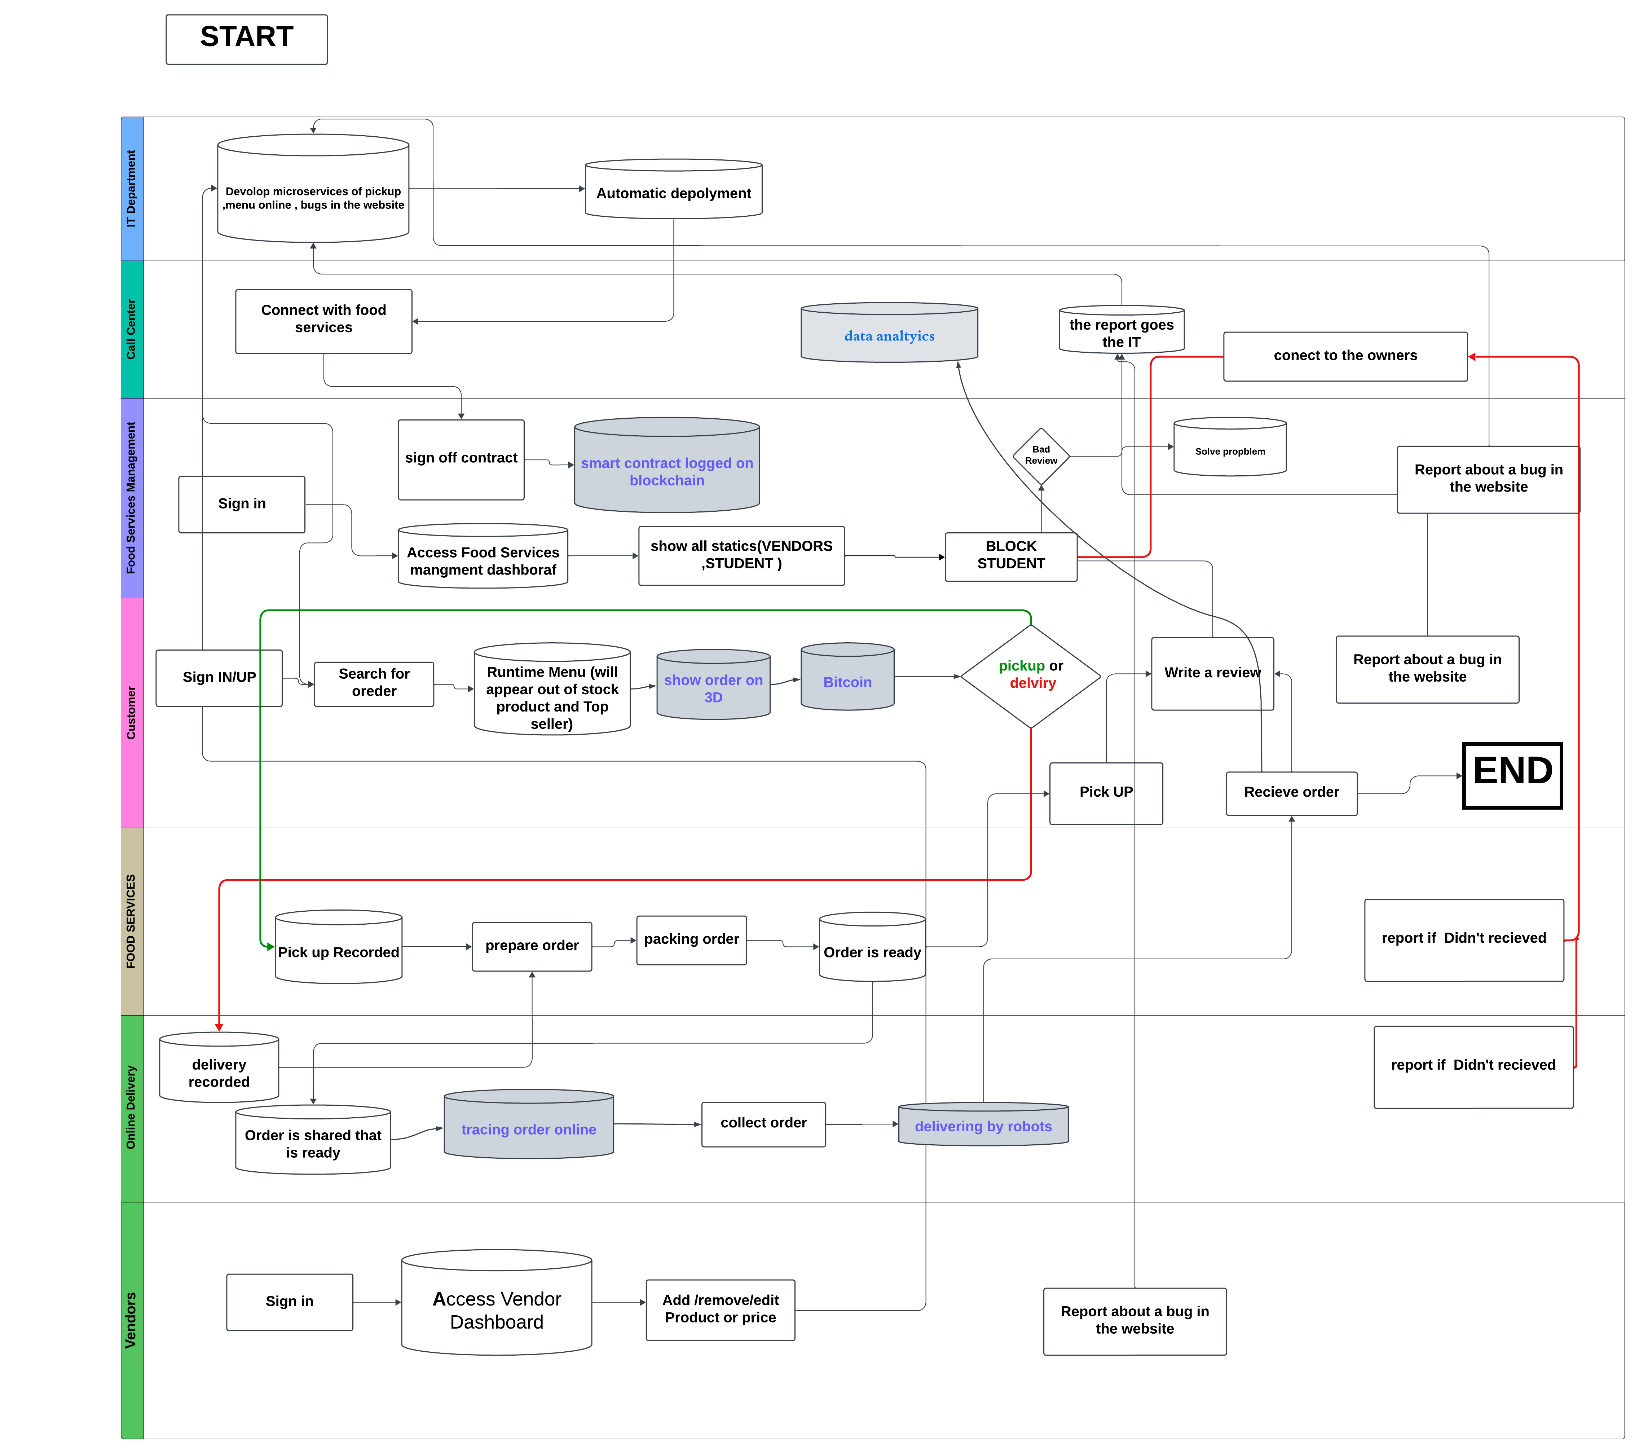 START
IT Department
Devolop microservices of pickup
,menu online , bugs in the website
Automatic depolyment
Call Center
Connect with food
services
data analtyics
the report goes
the IT
conect to the owners
Food Services Management
sign off contract
smart contract logged on
blockchain
Bad
Review
Solve propblem
Report about a bug in
the website
Sign in
Access Food Services
mangment dashboraf
show all statics(VENDORS
,STUDENT )
BLOCK
STUDENT
Customer
Sign IN/UP
Search for
oreder
Runtime Menu (will
appear out of stock
product and Top
seller)
show order on
3D
Bitcoin
pickup or
delviry
Write a review
Report about a bug in
the website
Pick UP
Recieve order
END
FOOD SERVICES
Pick up Recorded
prepare order
packing order
Order is ready
report if Didn't recieved
Online Delivery
delivery
recorded
Order is shared that
is ready
tracing order online
collect order
delivering by robots
report if Didn't recieved
Vendors
Sign in
Access Vendor
Dashboard
Add /remove/edit
Product or price
Report about a bug in
the website